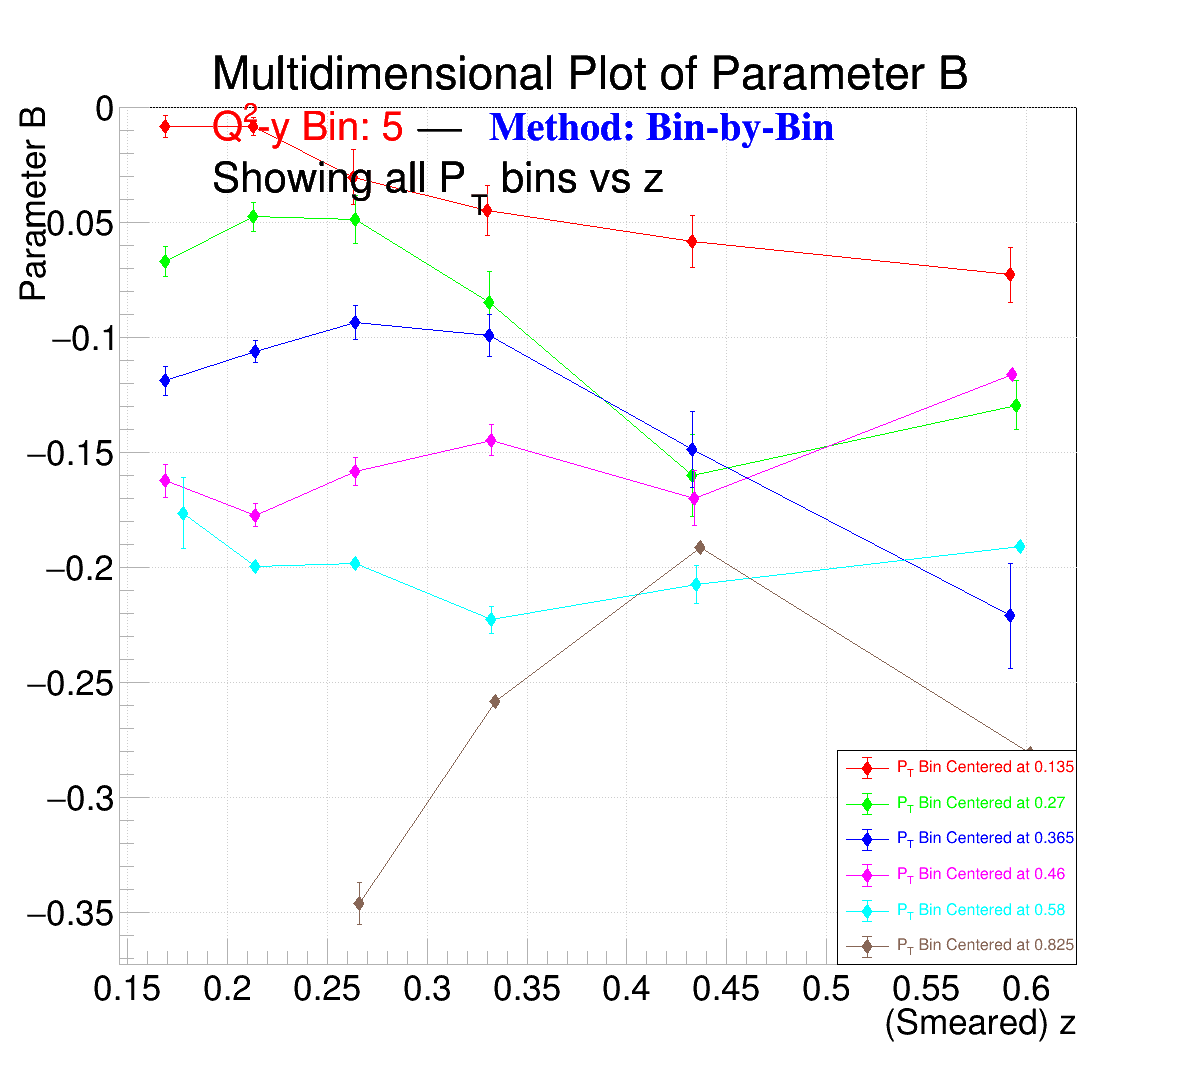 Multidimensional Plot of Parameter B
Q²-y Bin: 5 — Method: Bin-by-Bin
Showing all P_T bins vs z
Parameter B
0
0.05
−0.1
−0.15
−0.2
−0.25
−0.3
−0.35
P_T Bin Centered at 0.135
P_T Bin Centered at 0.27
P_T Bin Centered at 0.365
P_T Bin Centered at 0.46
P_T Bin Centered at 0.58
P_T Bin Centered at 0.825
0.15 0.2 0.25 0.3 0.35 0.4 0.45 0.5 0.55 0.6
(Smeared) z